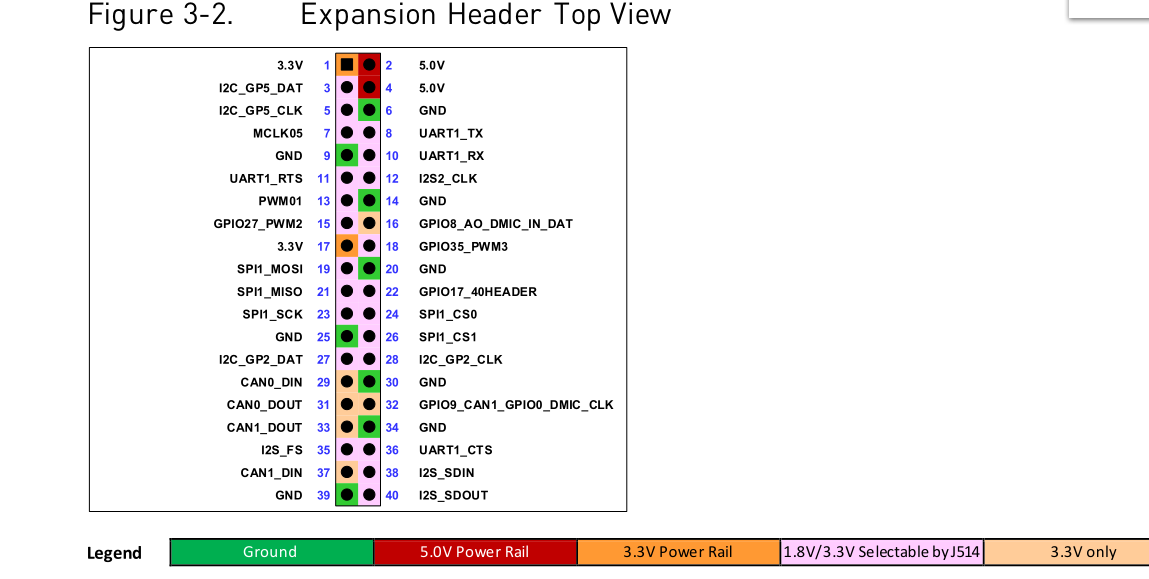 Figure 3-2. Expansion Header Top View
3.3V 1 2 5.0V
I2C_GP5_DAT 3 4 5.0V
I2C_GP5_CLK 5 6 GND
MCLK05 7 8 UART1_TX
GND 9 10 UART1_RX
UART1_RTS 11 12 I2S2_CLK
PWM01 13 14 GND
GPIO27_PWM2 15 16 GPIO8_AO_DMIC_IN_DAT
3.3V 17 18 GPIO35_PWM3
SPI1_MOSI 19 20 GND
SPI1_MISO 21 22 GPIO17_40HEADER
SPI1_SCK 23 24 SPI1_CS0
GND 25 26 SPI1_CS1
I2C_GP2_DAT 27 28 I2C_GP2_CLK
CAN0_DIN 29 30 GND
CAN0_DOUT 31 32 GPIO9_CAN1_GPIO0_DMIC_CLK
CAN1_DOUT 33 34 GND
I2S_FS 35 36 UART1_CTS
CAN1_DIN 37 38 I2S_SDIN
GND 39 40 I2S_SDOUT
Legend Ground 5.0V Power Rail 3.3V Power Rail 1.8V/3.3V Selectable by J514 3.3V only